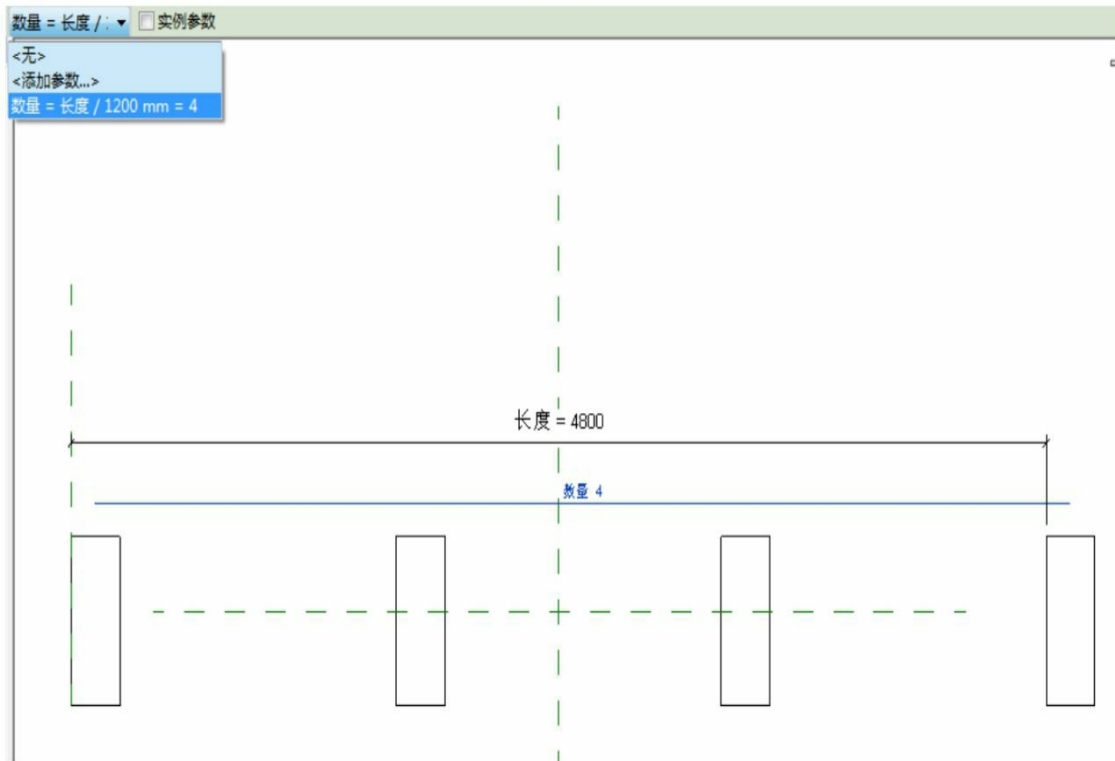 数量 = 长度 / : 实例参数
<无>
<添加参数...>
数量 = 长度 / 1200 mm = 4
长度 = 4800
数量 4